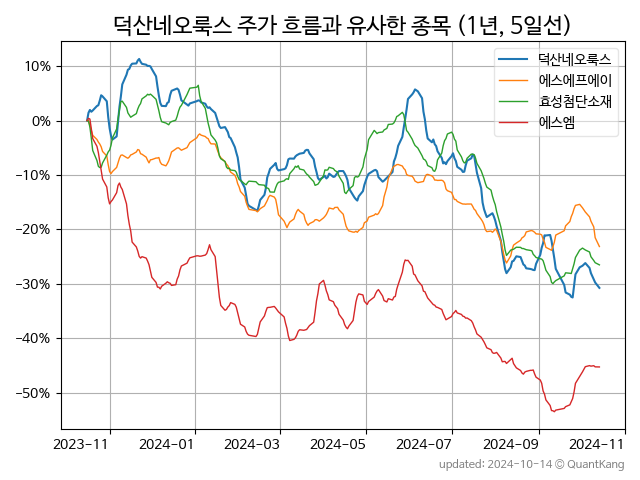 덕산네오룩스 주가 흐름과 유사한 종목 (1년, 5일선)
덕산네오룩스
에스에프에이
효성첨단소재
에스엠
10%
0%
−10%
−20%
−30%
−40%
−50%
2023−11
2024−01
2024−03
2024−05
2024−07
2024−09
2024−11
updated: 2024-10-14 © QuantKang